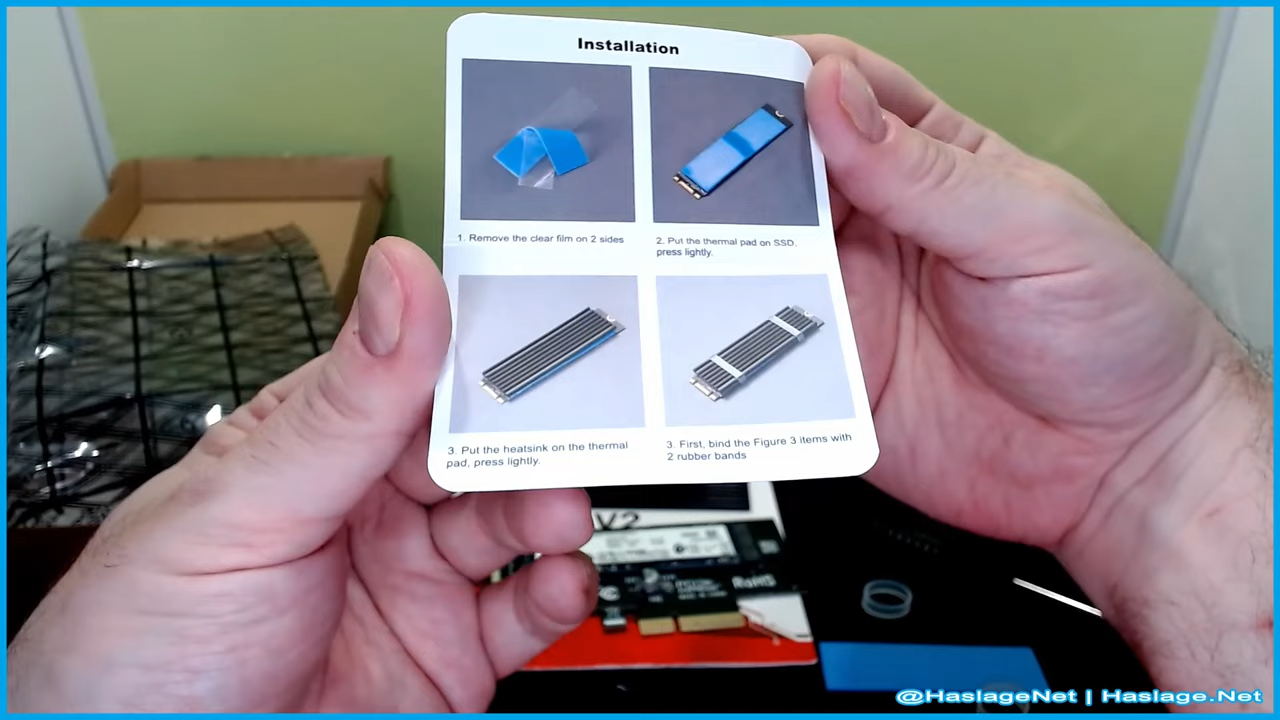 Installation
1. Remove the clear film on 2 sides
2. Put the thermal pad on SSD,
press lightly.
3. Put the heatsink on the thermal
pad, press lightly.
3. First, bind the Figure 3 items with
2 rubber bands
V2
RoHS
@HaslageNet | Haslage.Net